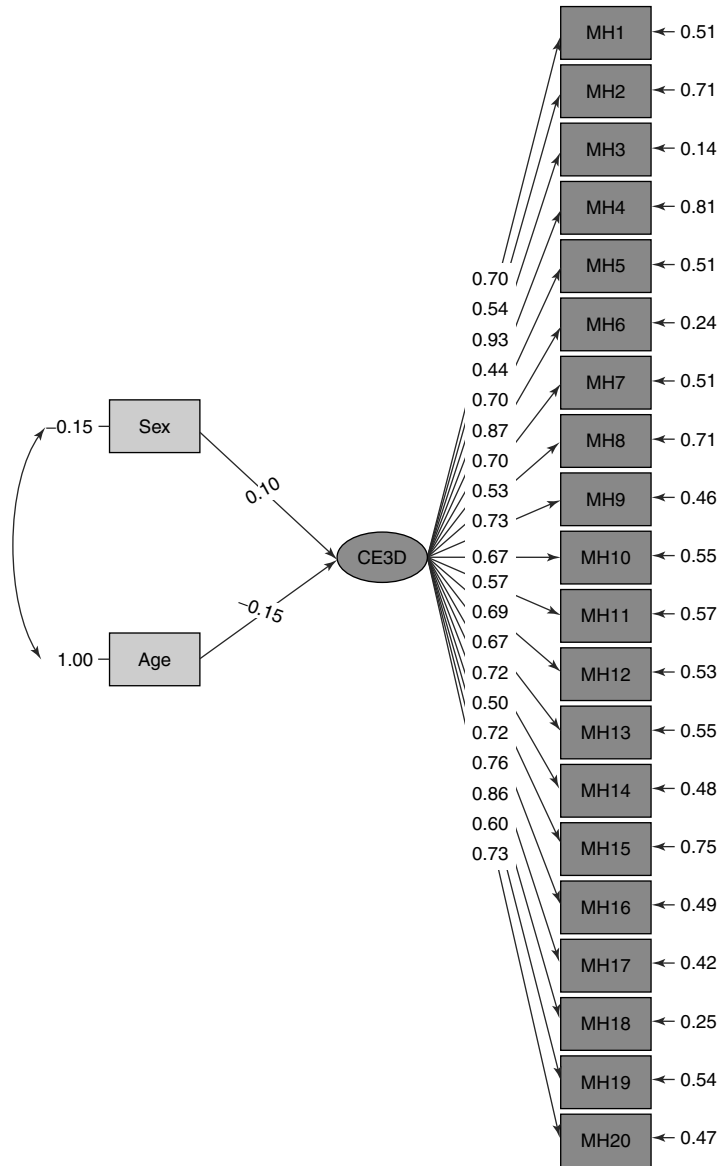 MH1 0.51
MH2 0.71
MH3 0.14
MH4 0.81
MH5 0.51
MH6 0.24
MH7 0.51
MH8 0.71
MH9 0.46
MH10 0.55
MH11 0.57
MH12 0.53
MH13 0.55
MH14 0.48
MH15 0.75
MH16 0.49
MH17 0.42
MH18 0.25
MH19 0.54
MH20 0.47
0.70
0.54
0.93
0.44
0.70
0.87
0.70
0.53
0.73
0.67
0.57
0.69
0.67
0.72
0.50
0.72
0.76
0.86
0.60
0.73
−0.15 Sex
0.10
CE3D
−0.15
1.00 Age